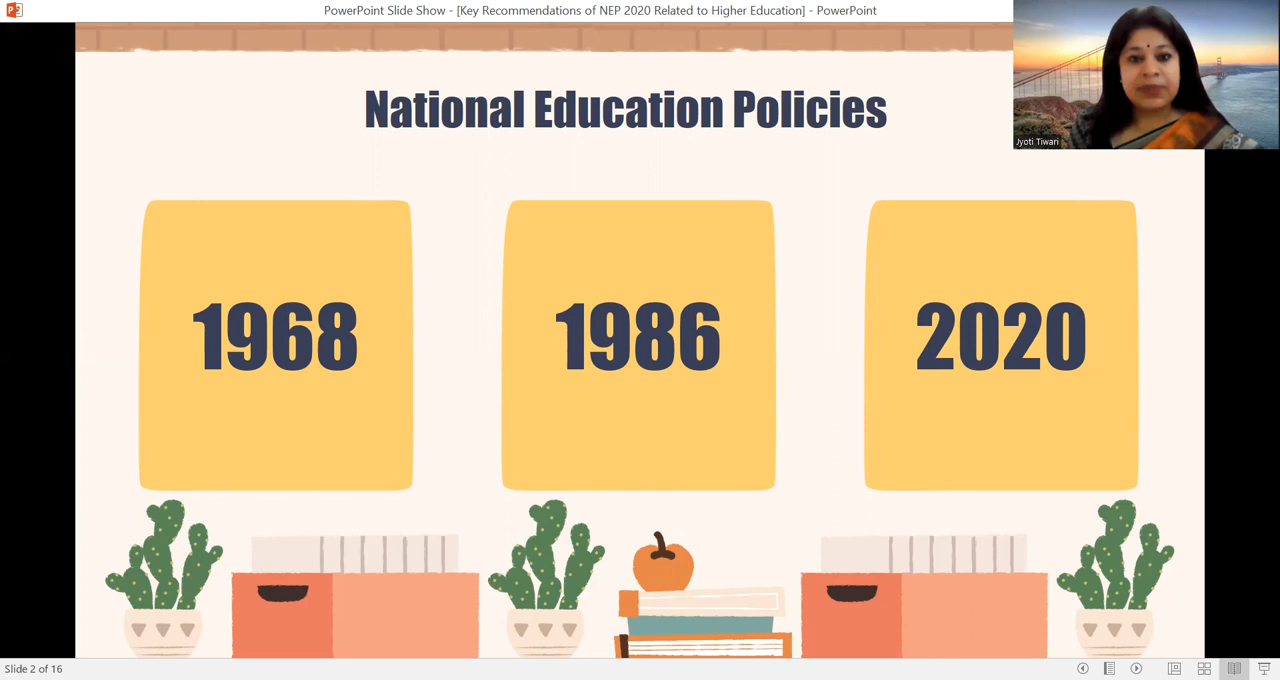 PowerPoint Slide Show - [Key Recommendations of NEP 2020 Related to Higher Education] - PowerPoint
Jyoti Tiwari
National Education Policies
1968
1986
2020
Slide 2 of 16